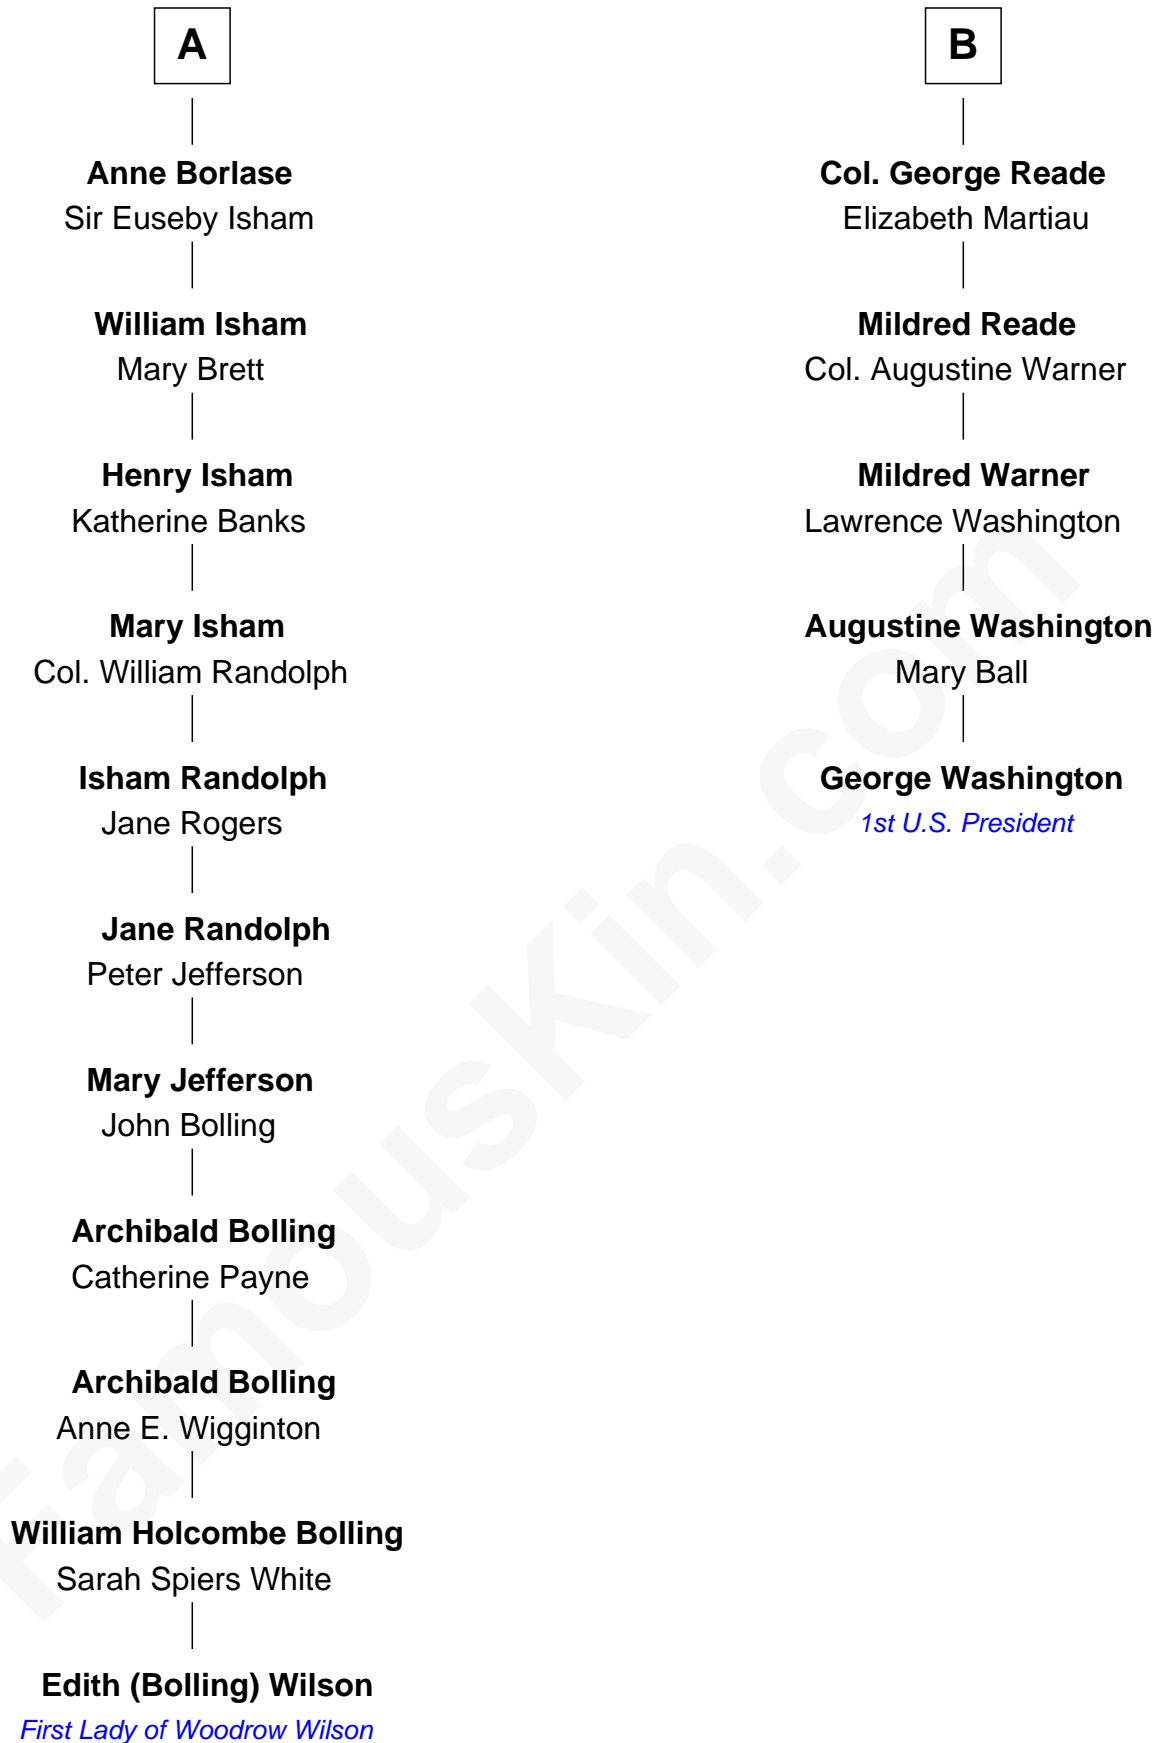 A
Anne Borlase
Sir Euseby Isham
William Isham
Mary Brett
Henry Isham
Katherine Banks
Mary Isham
Col. William Randolph
Isham Randolph
Jane Rogers
Jane Randolph
Peter Jefferson
Mary Jefferson
John Bolling
Archibald Bolling
Catherine Payne
Archibald Bolling
Anne E. Wigginton
William Holcombe Bolling
Sarah Spiers White
Edith (Bolling) Wilson
First Lady of Woodrow Wilson
B
Col. George Reade
Elizabeth Martiau
Mildred Reade
Col. Augustine Warner
Mildred Warner
Lawrence Washington
Augustine Washington
Mary Ball
George Washington
1st U.S. President
FamousKin.com